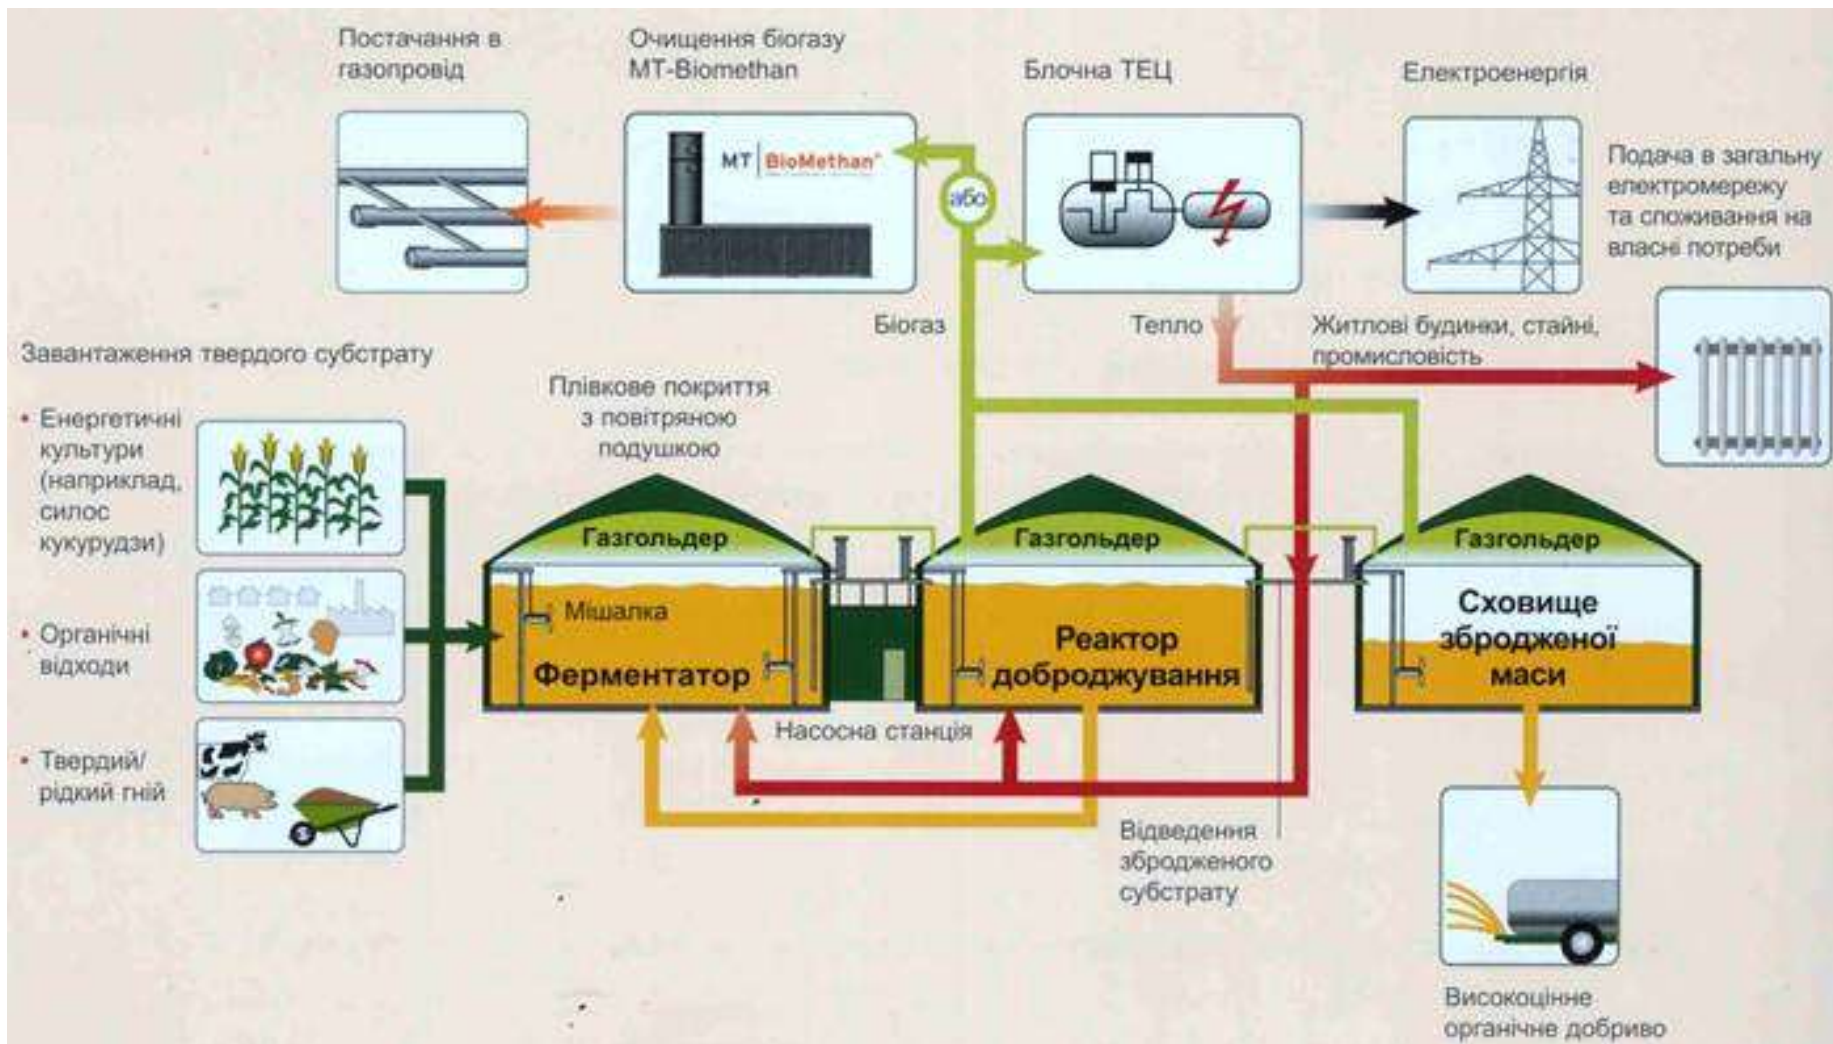 Постачання в
газопровід
Очищення біогазу
MT-Biomethan
Блочна ТЕЦ
Електроенергія
MT BioMethan
або
Подача в загальну
електромережу
та споживання на
власні потреби
Біогаз
Тепло
Житлові будинки, стайні,
промисловість
Завантаження твердого субстрату
• Енергетичні
культури
(наприклад,
силос
кукурудзи)
Плівкове покриття
з повітряною
подушкою
Газгольдер
Газгольдер
Газгольдер
Мішалка
Ферментатор
Реактор
доброджування
Сховище
збродженої
маси
• Органічні
відходи
Насосна станція
• Твердий/
рідкий гній
Відведення
збродженого
субстрату
Високоцінне
органічне добриво